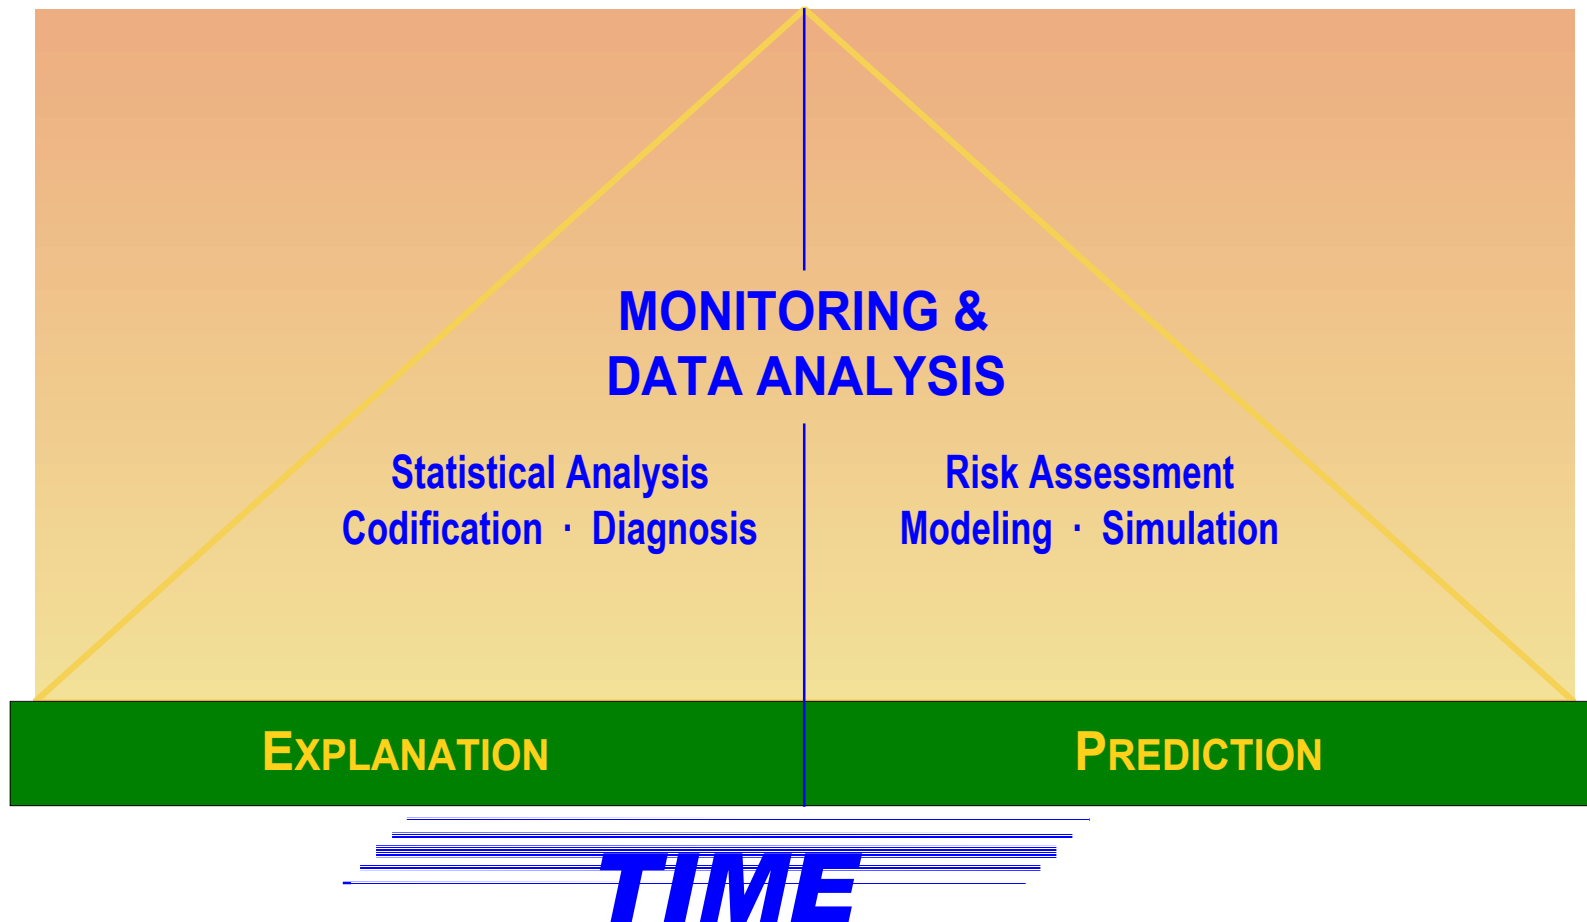 MONITORING &
DATA ANALYSIS
Statistical Analysis
Codification · Diagnosis
Risk Assessment
Modeling · Simulation
EXPLANATION
PREDICTION
TIME